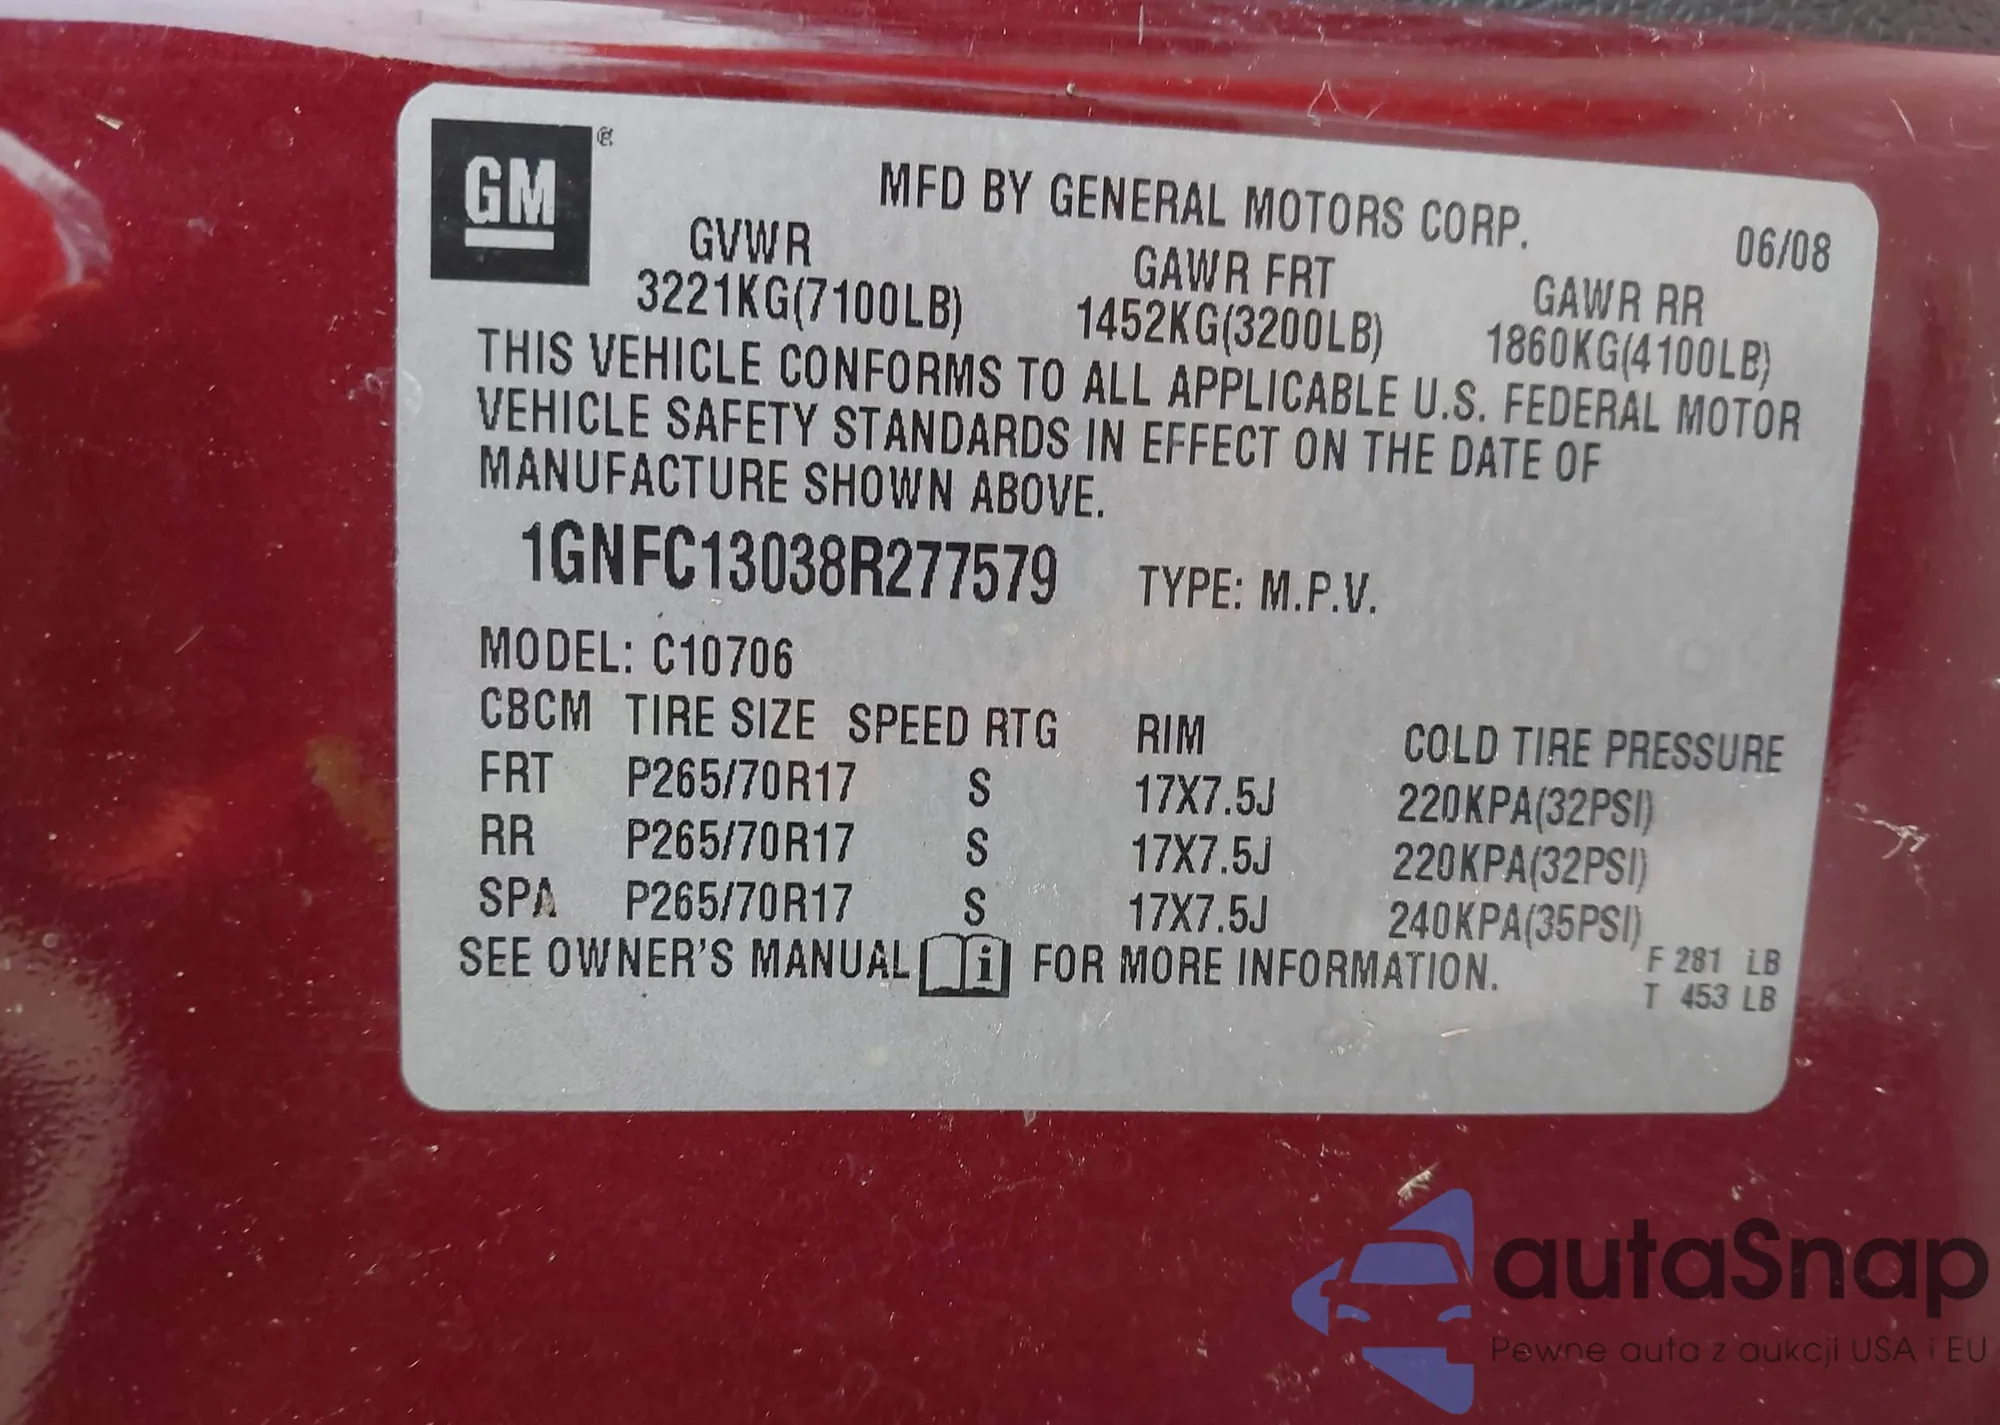 GM
MFD BY GENERAL MOTORS CORP.
06/08
GVWR GAWR FRT GAWR RR
3221KG(7100LB) 1452KG(3200LB) 1860KG(4100LB)
THIS VEHICLE CONFORMS TO ALL APPLICABLE U.S. FEDERAL MOTOR
VEHICLE SAFETY STANDARDS IN EFFECT ON THE DATE OF
MANUFACTURE SHOWN ABOVE.
1GNFC13038R277579 TYPE: M.P.V.
MODEL: C10706
CBCM TIRE SIZE SPEED RTG RIM COLD TIRE PRESSURE
FRT P265/70R17 S 17X7.5J 220KPA(32PSI)
RR P265/70R17 S 17X7.5J 220KPA(32PSI)
SPA P265/70R17 S 17X7.5J 240KPA(35PSI)
SEE OWNER'S MANUAL i FOR MORE INFORMATION.
F 281 LB
T 453 LB
autaSnap
Pewne auta z aukcji USA i EU